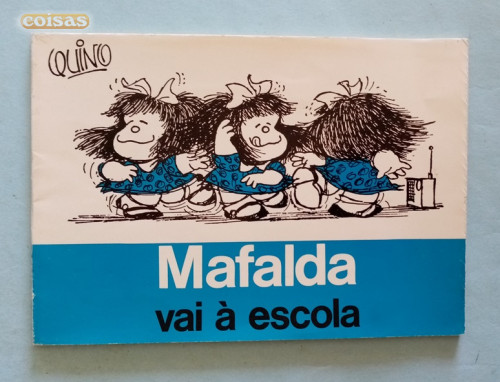 coisas
QUINO
Mafalda
vai à escola